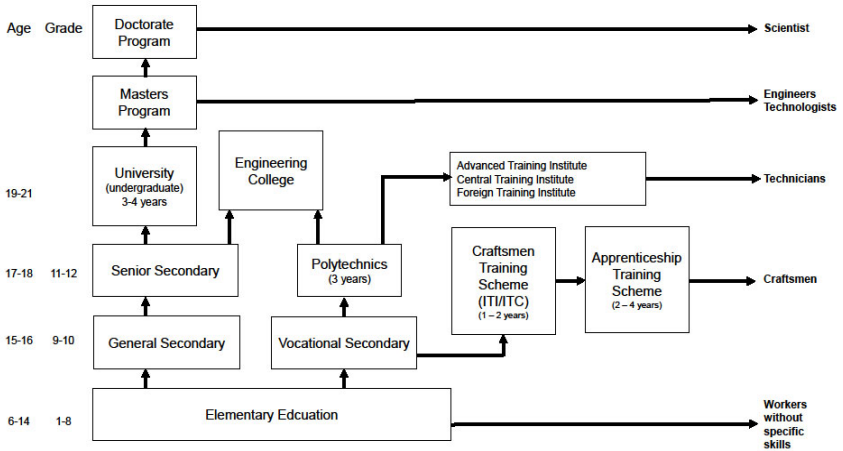 Age Grade
Doctorate
Program
Scientist
Masters
Program
Engineers
Technologists
19-21
University
(undergraduate)
3-4 years
Engineering
College
Advanced Training Institute
Central Training Institute
Foreign Training Institute
Technicians
17-18 11-12
Senior Secondary
Polytechnics
(3 years)
Craftsmen
Training
Scheme
(ITI/ITC)
(1 – 2 years)
Apprenticeship
Training
Scheme
(2 – 4 years)
Craftsmen
15-16 9-10
General Secondary
Vocational Secondary
6-14 1-8
Elementary Edcuation
Workers
without
specific
skills